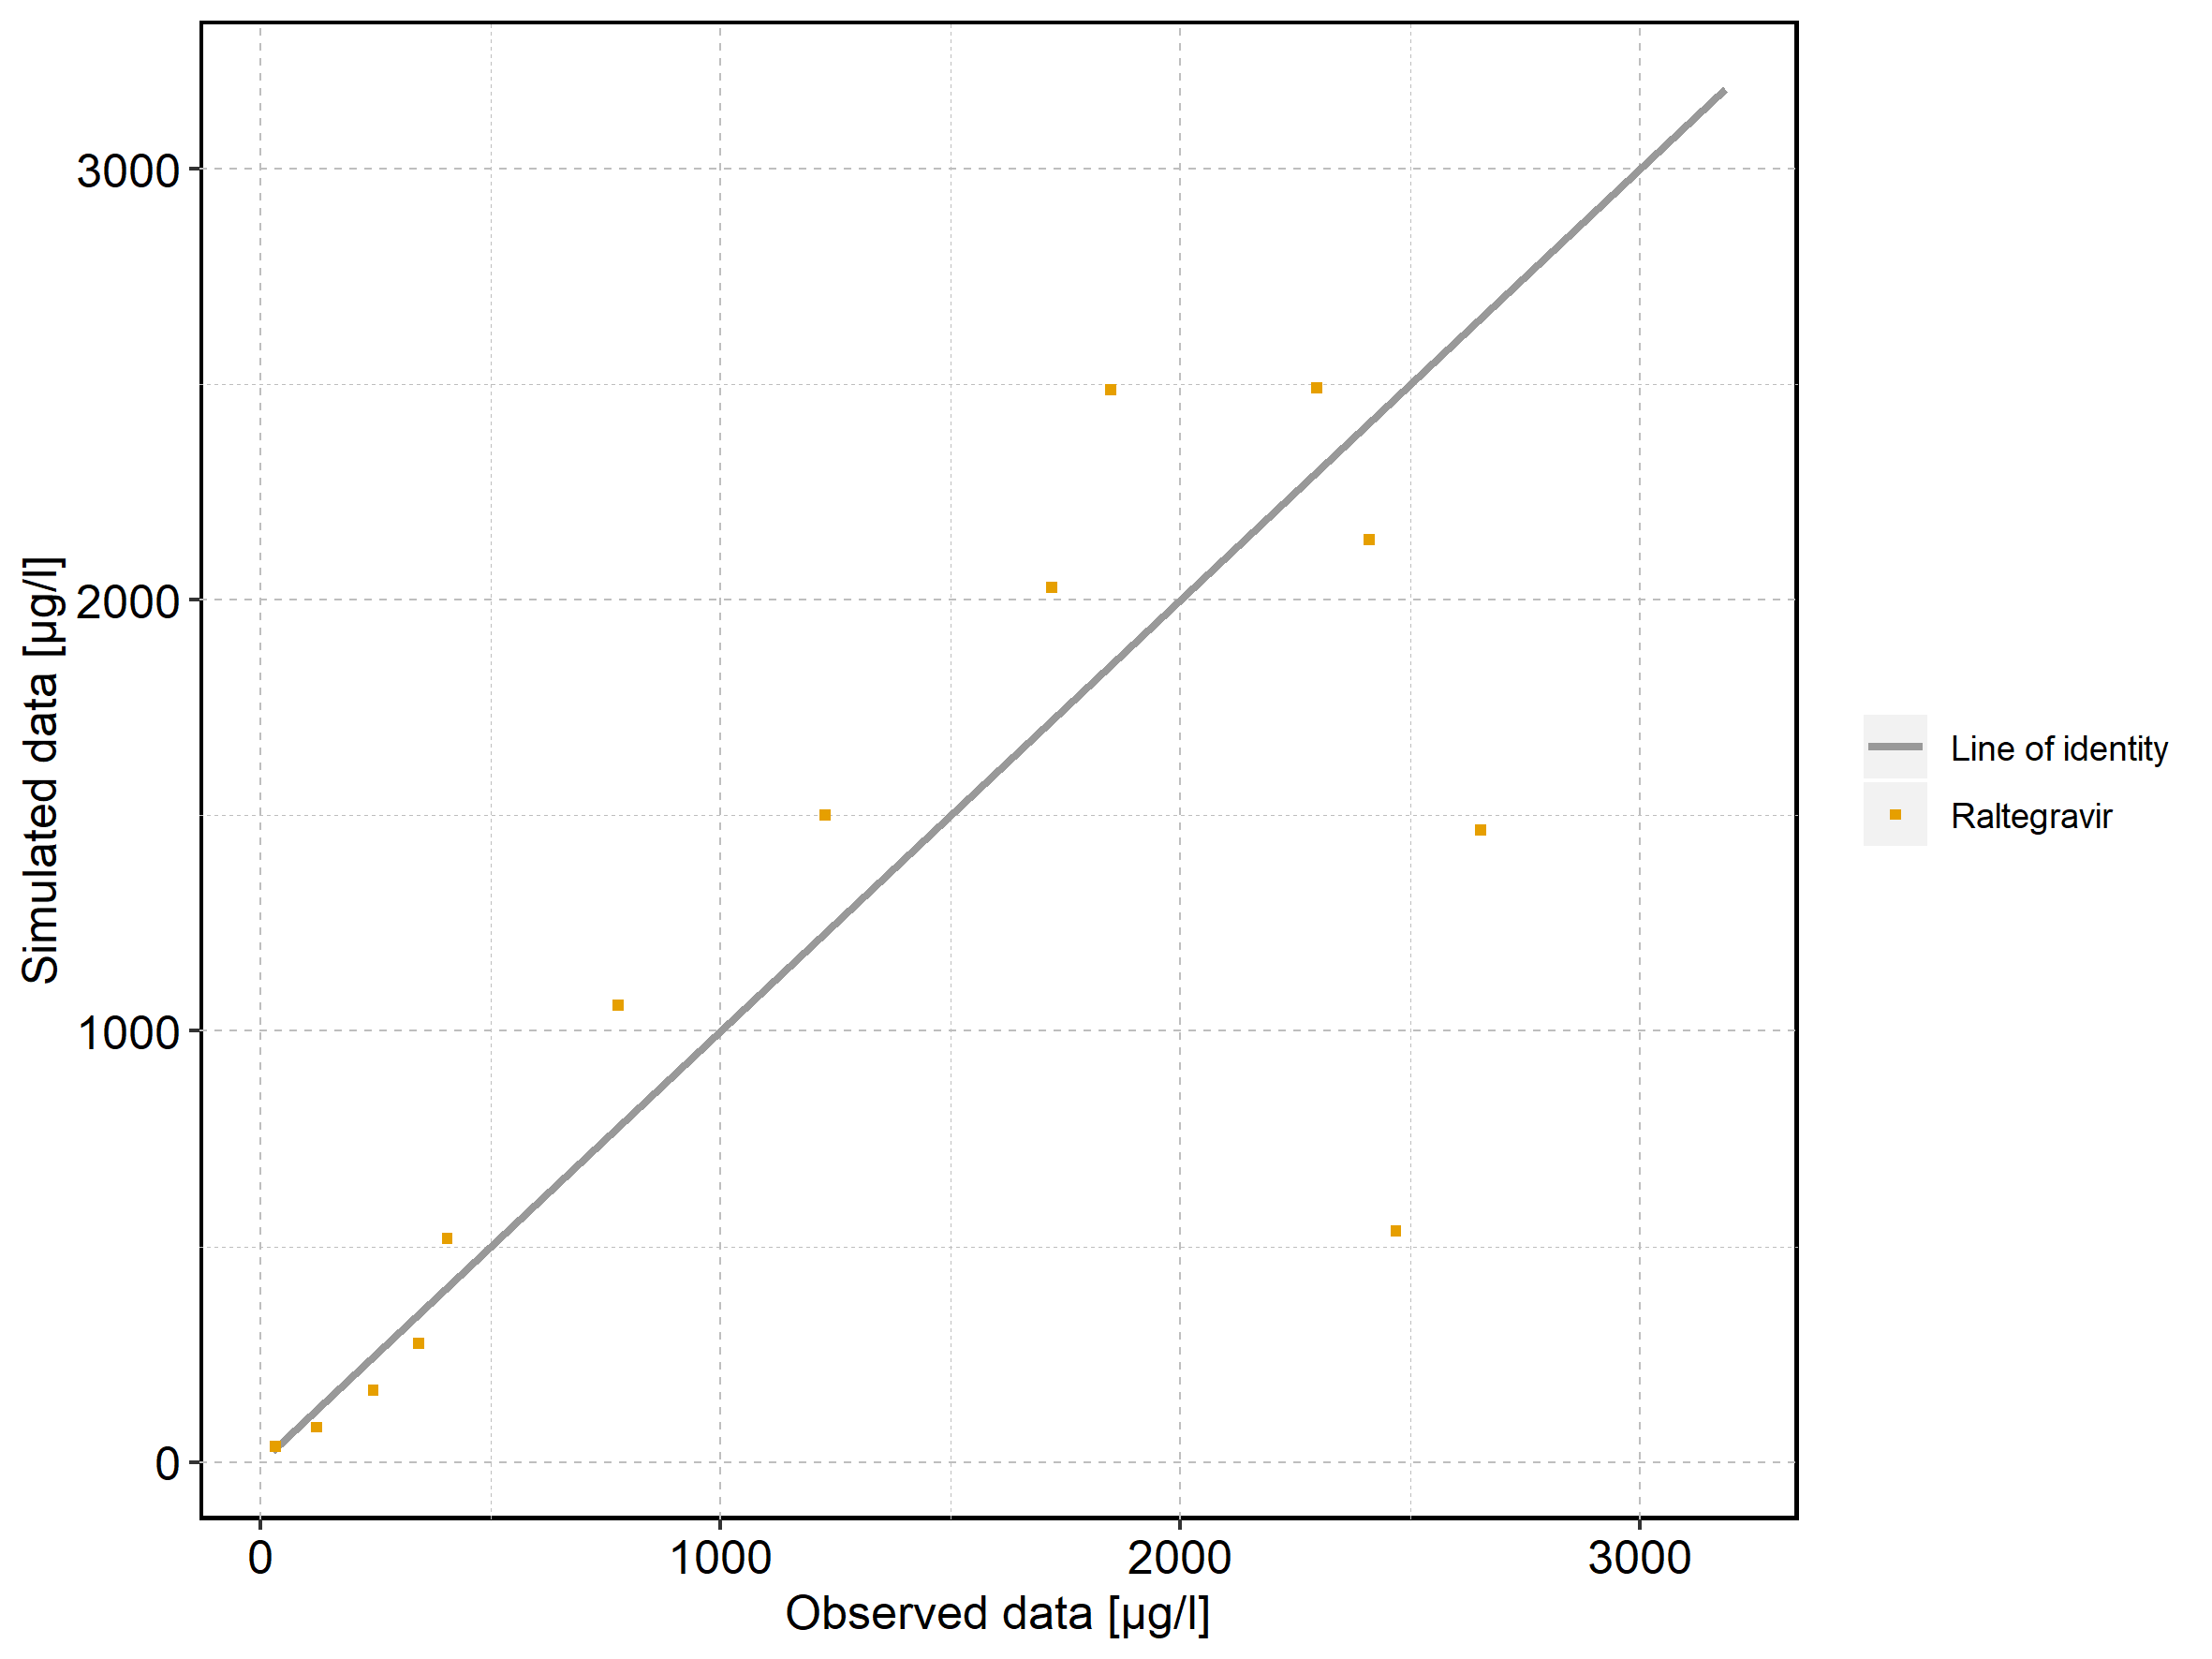 3000
2000
1000
0
Simulated data [µg/l]
0 1000 2000 3000
Observed data [µg/l]
Line of identity
Raltegravir